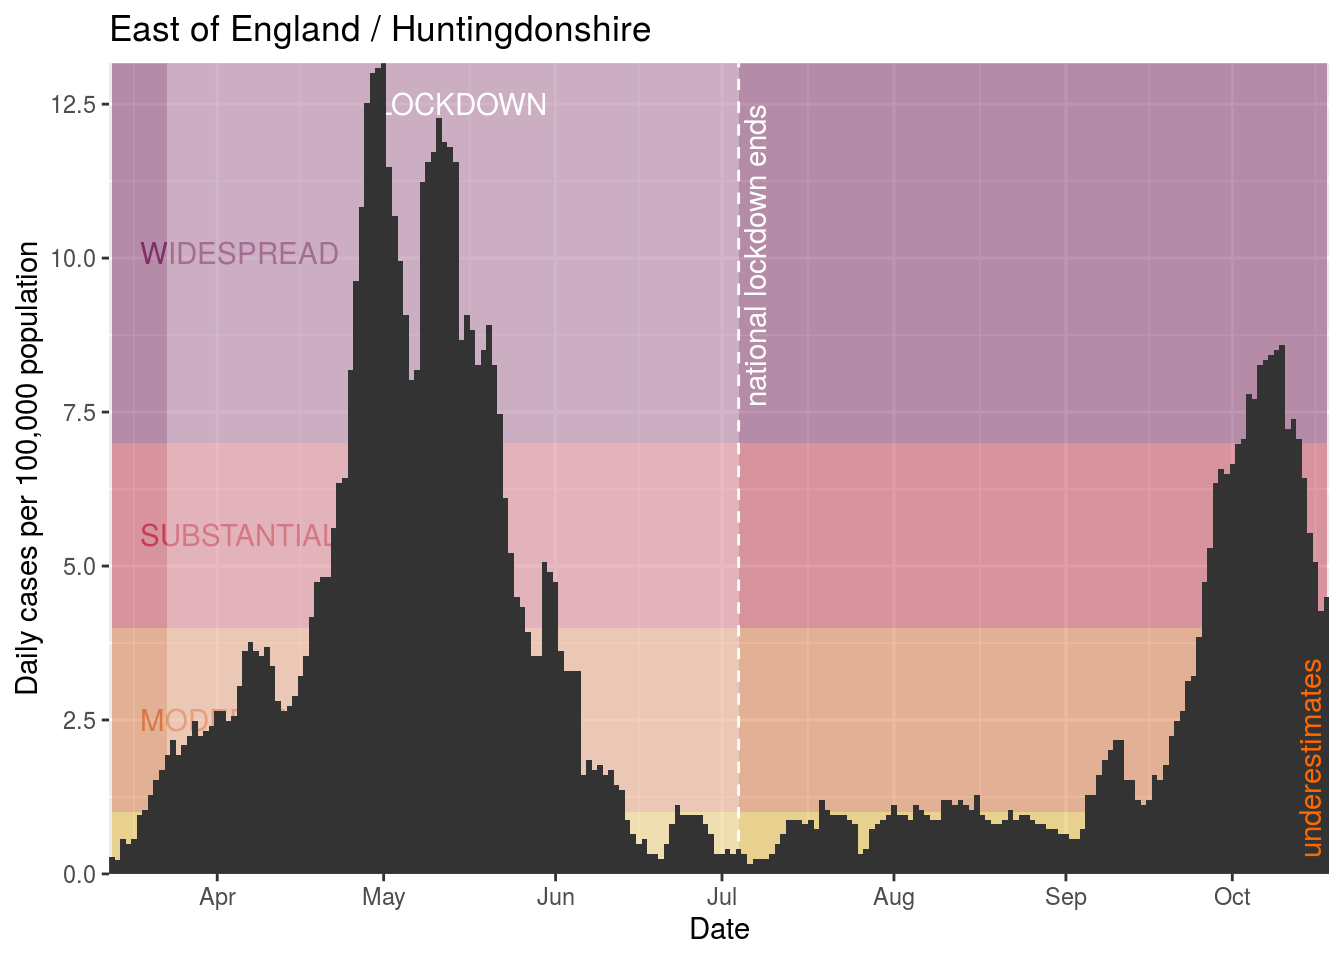 East of England / Huntingdonshire
12.5
10.0
7.5
5.0
2.5
0.0
Daily cases per 100,000 population
LOCKDOWN
WIDESPREAD
SUBSTANTIAL
national lockdown ends
underestimates
Apr
May
Jun
Jul
Aug
Sep
Oct
Date